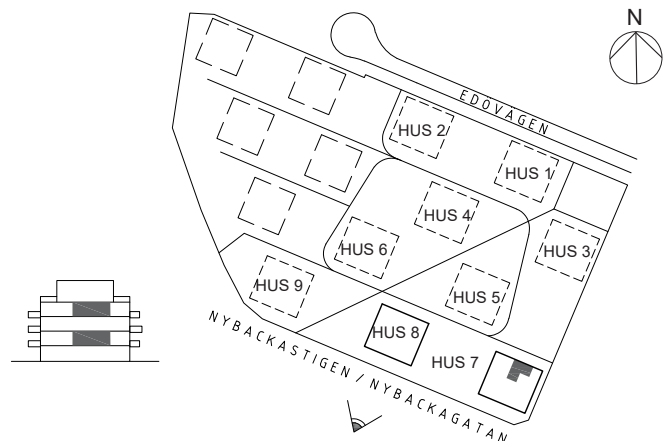 N
EDÖVÄGEN
HUS 2
HUS 1
HUS 4
HUS 6
HUS 3
HUS 9
HUS 5
HUS 8
HUS 7
NYBACKASTIGEN / NYBACKAGATAN